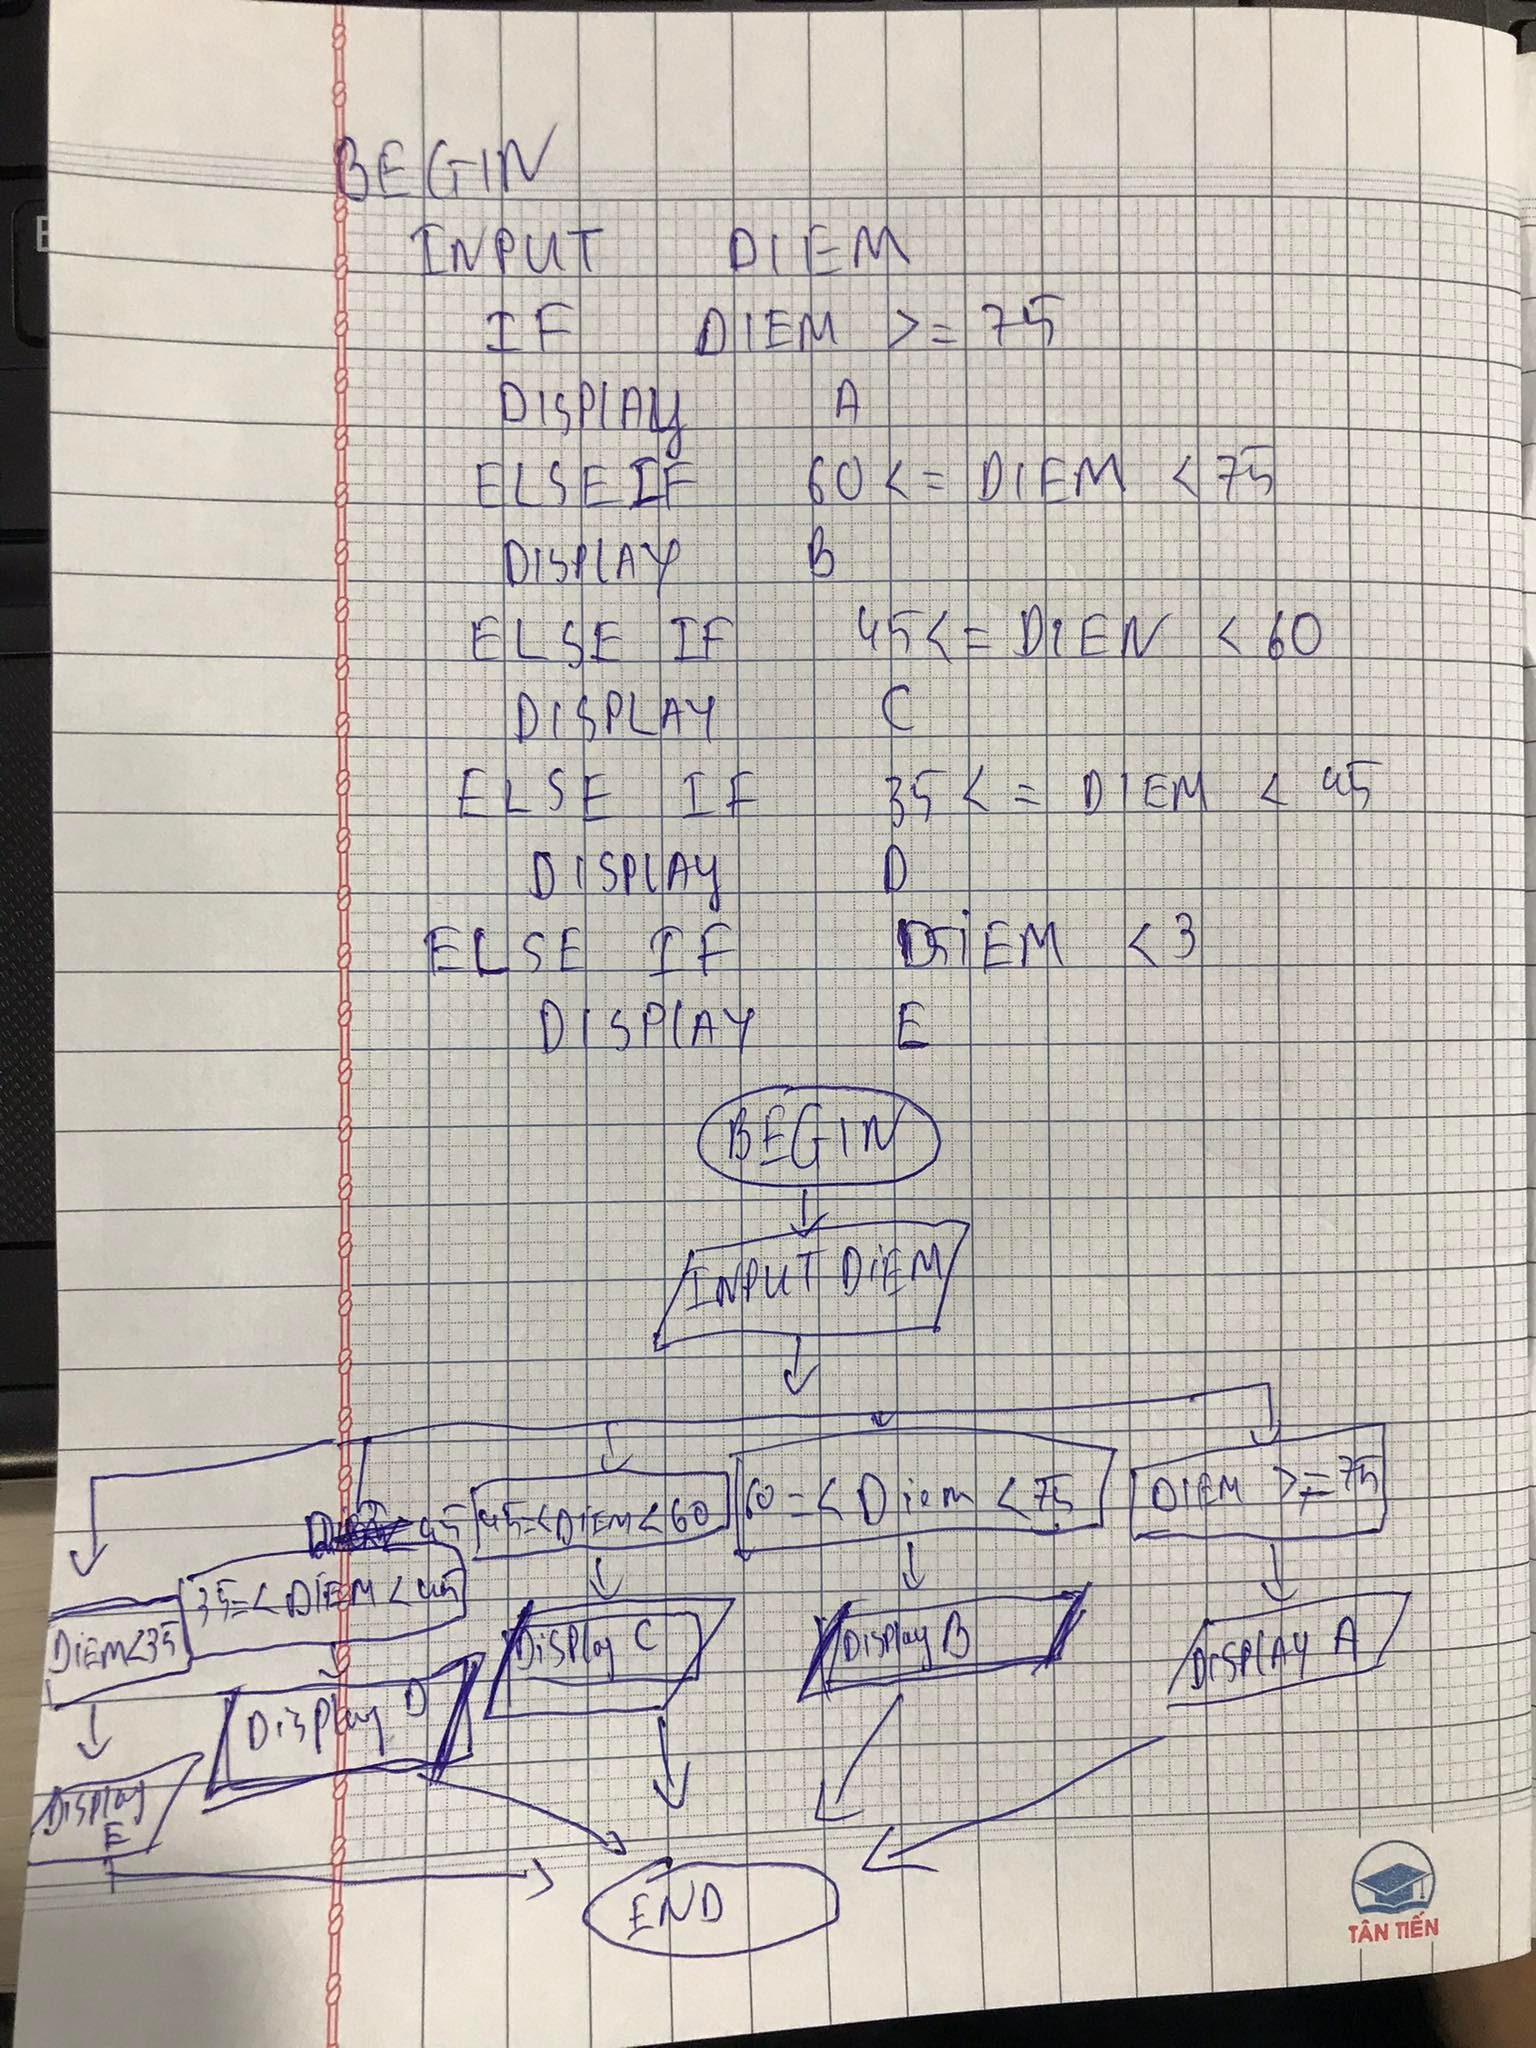 BEGIN
INPUT DIEM
IF DIEM >= 75
DISPLAY A
ELSE IF 60 <= DIEM < 75
DISPLAY B
ELSE IF 45 <= DIEN < 60
DISPLAY C
ELSE IF 35 <= DIEM < 45
DISPLAY D
ELSE IF DIEM < 3
DISPLAY E
BEGIN
INPUT DIEM
45
DIEM<35
35=<DIEM<45
45=<DIEM<60
60=<Diem<75
DIEM >=75
Display E
Display D
Display C
Display B
DISPLAY A
END
TÂN TIẾN